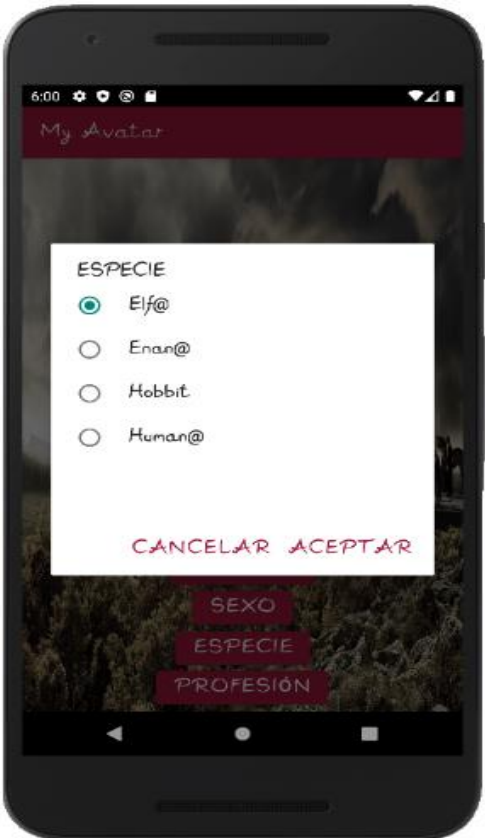 6:00
My Avatar
ESPECIE
Elf@
Enan@
Hobbit
Human@
CANCELAR ACEPTAR
SEXO
ESPECIE
PROFESIÓN